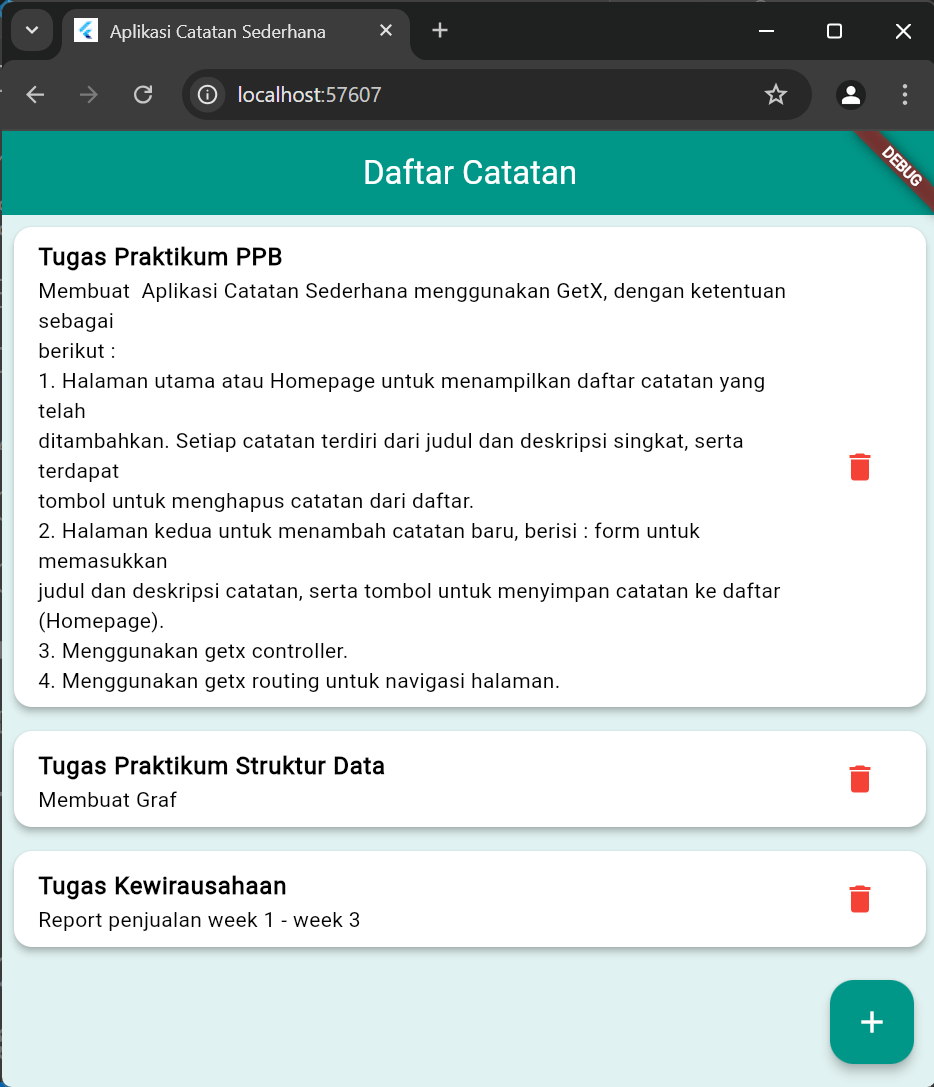 Aplikasi Catatan Sederhana
localhost:57607
Daftar Catatan
DEBUG
Tugas Praktikum PPB
Membuat  Aplikasi Catatan Sederhana menggunakan GetX, dengan ketentuan
sebagai
berikut :
1. Halaman utama atau Homepage untuk menampilkan daftar catatan yang
telah
ditambahkan. Setiap catatan terdiri dari judul dan deskripsi singkat, serta
terdapat
tombol untuk menghapus catatan dari daftar.
2. Halaman kedua untuk menambah catatan baru, berisi : form untuk
memasukkan
judul dan deskripsi catatan, serta tombol untuk menyimpan catatan ke daftar
(Homepage).
3. Menggunakan getx controller.
4. Menggunakan getx routing untuk navigasi halaman.
Tugas Praktikum Struktur Data
Membuat Graf
Tugas Kewirausahaan
Report penjualan week 1 - week 3